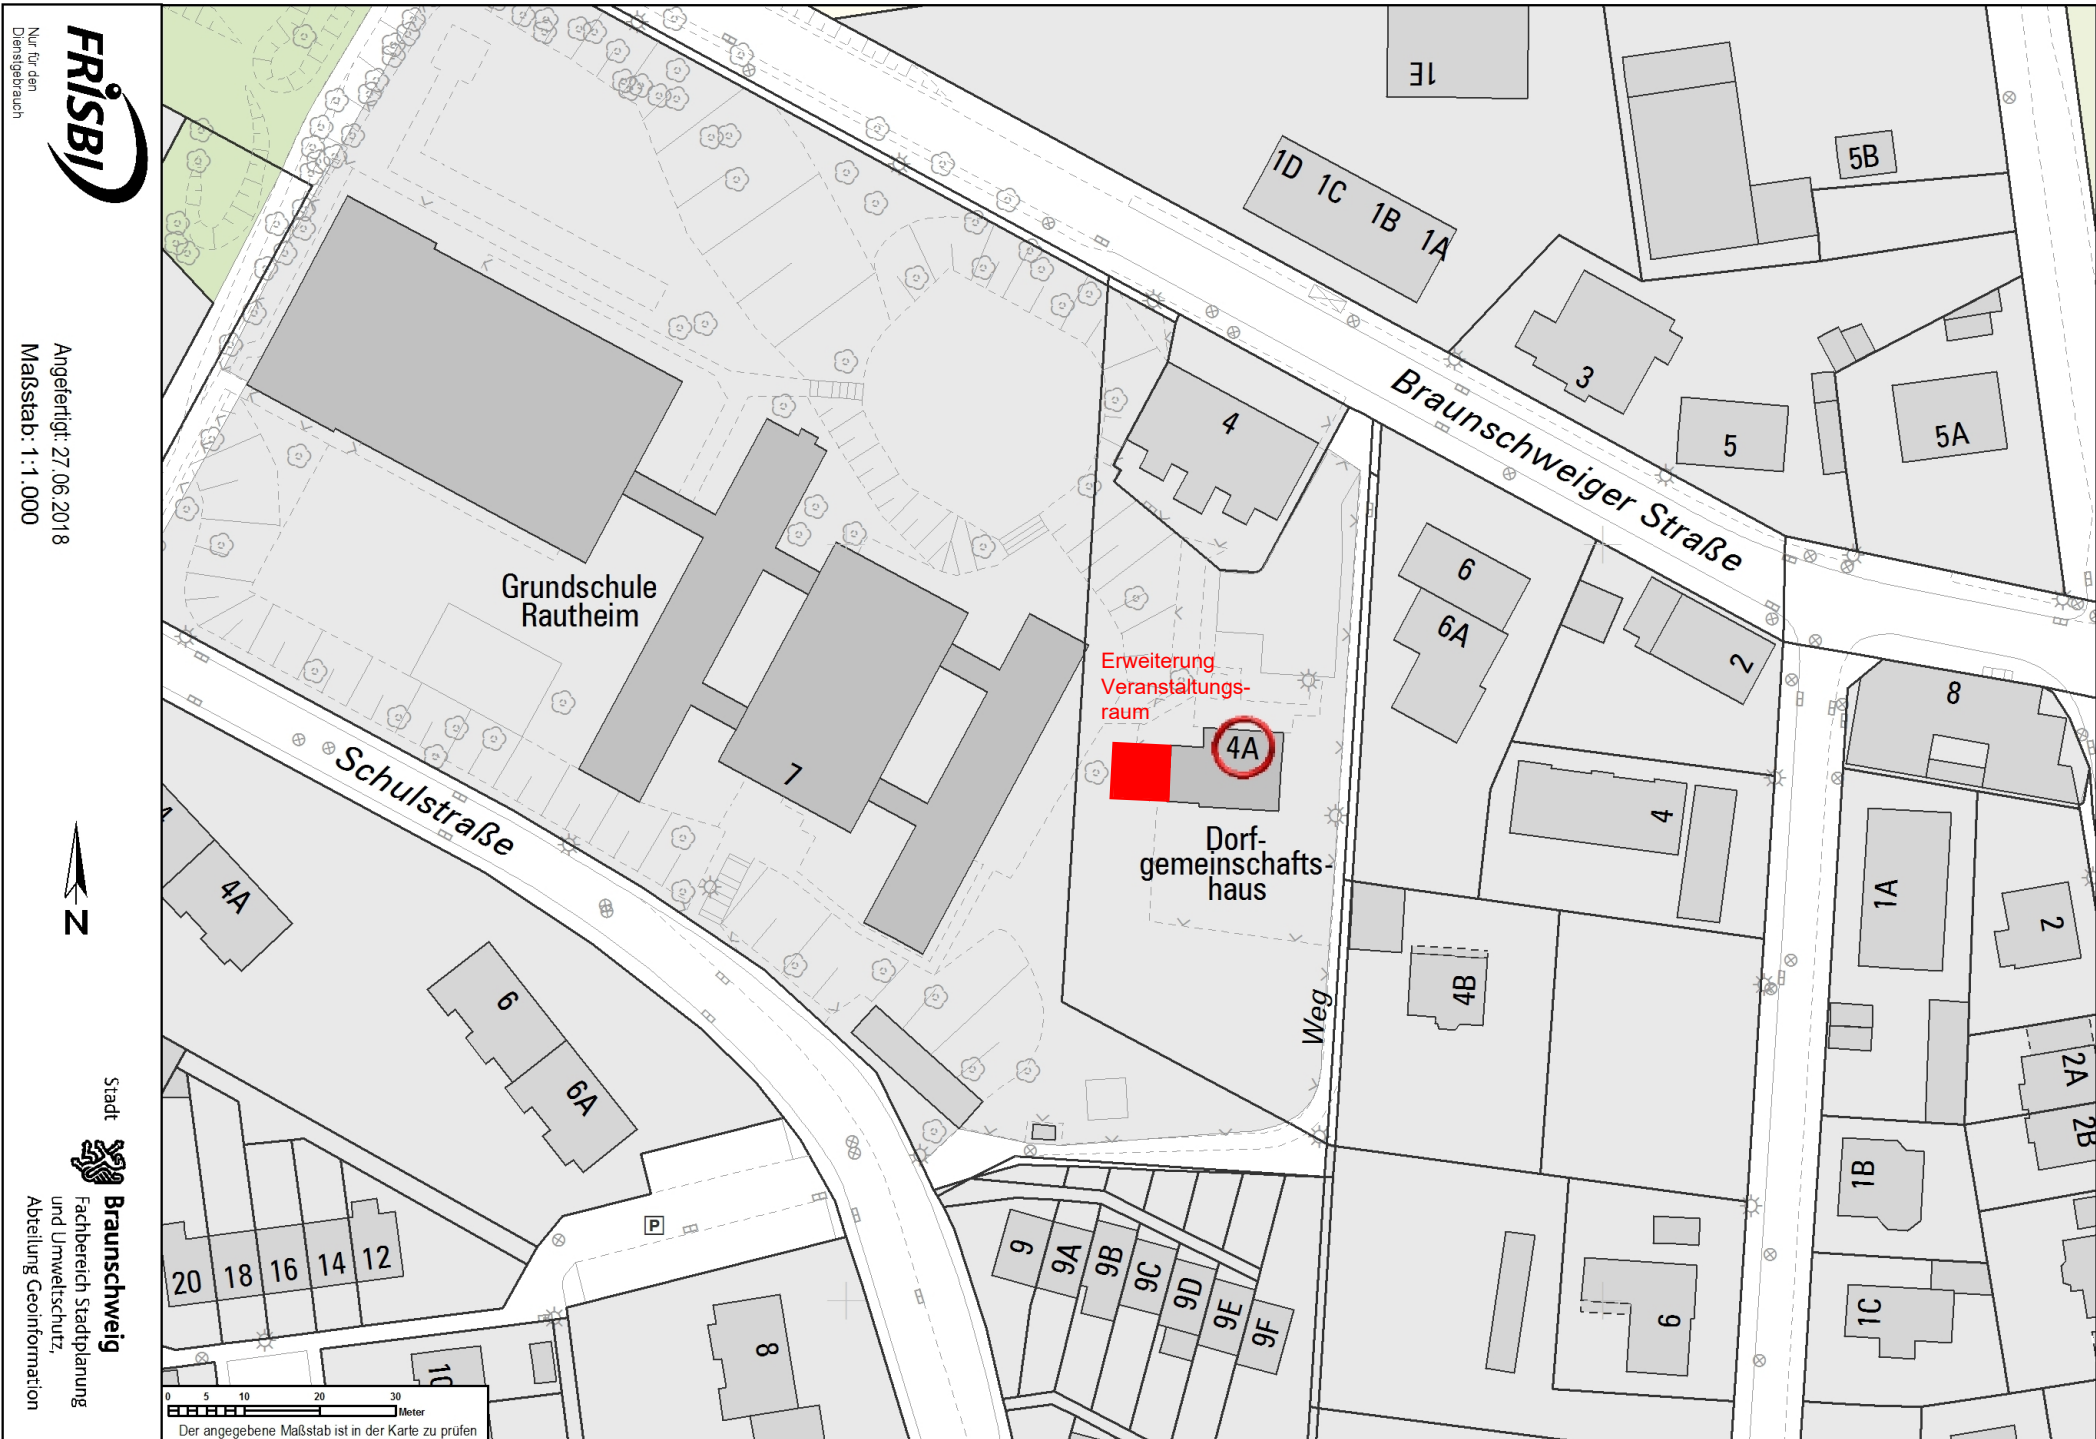 FRISBI
Nur für den
Dienstgebrauch
Angefertigt: 27.06.2018
Maßstab: 1:1.000
N
Stadt
Braunschweig
Fachbereich Stadtplanung
und Umweltschutz,
Abteilung Geoinformation
1E
1D 1C 1B 1A
5B
3
5
5A
4
Braunschweiger Straße
Grundschule
Rautheim
6
6A
2
8
Erweiterung
Veranstaltungs-
raum
4A
7
Schulstraße
Dorf-
gemeinschafts-
haus
4
1A
2
4A
6
6A
4B
Weg
2A
2B
1B
P
20 18 16 14 12
9 9A 9B 9C 9D 9E 9F
6
1C
8
10
0 5 10 20 30
Meter
Der angegebene Maßstab ist in der Karte zu prüfen